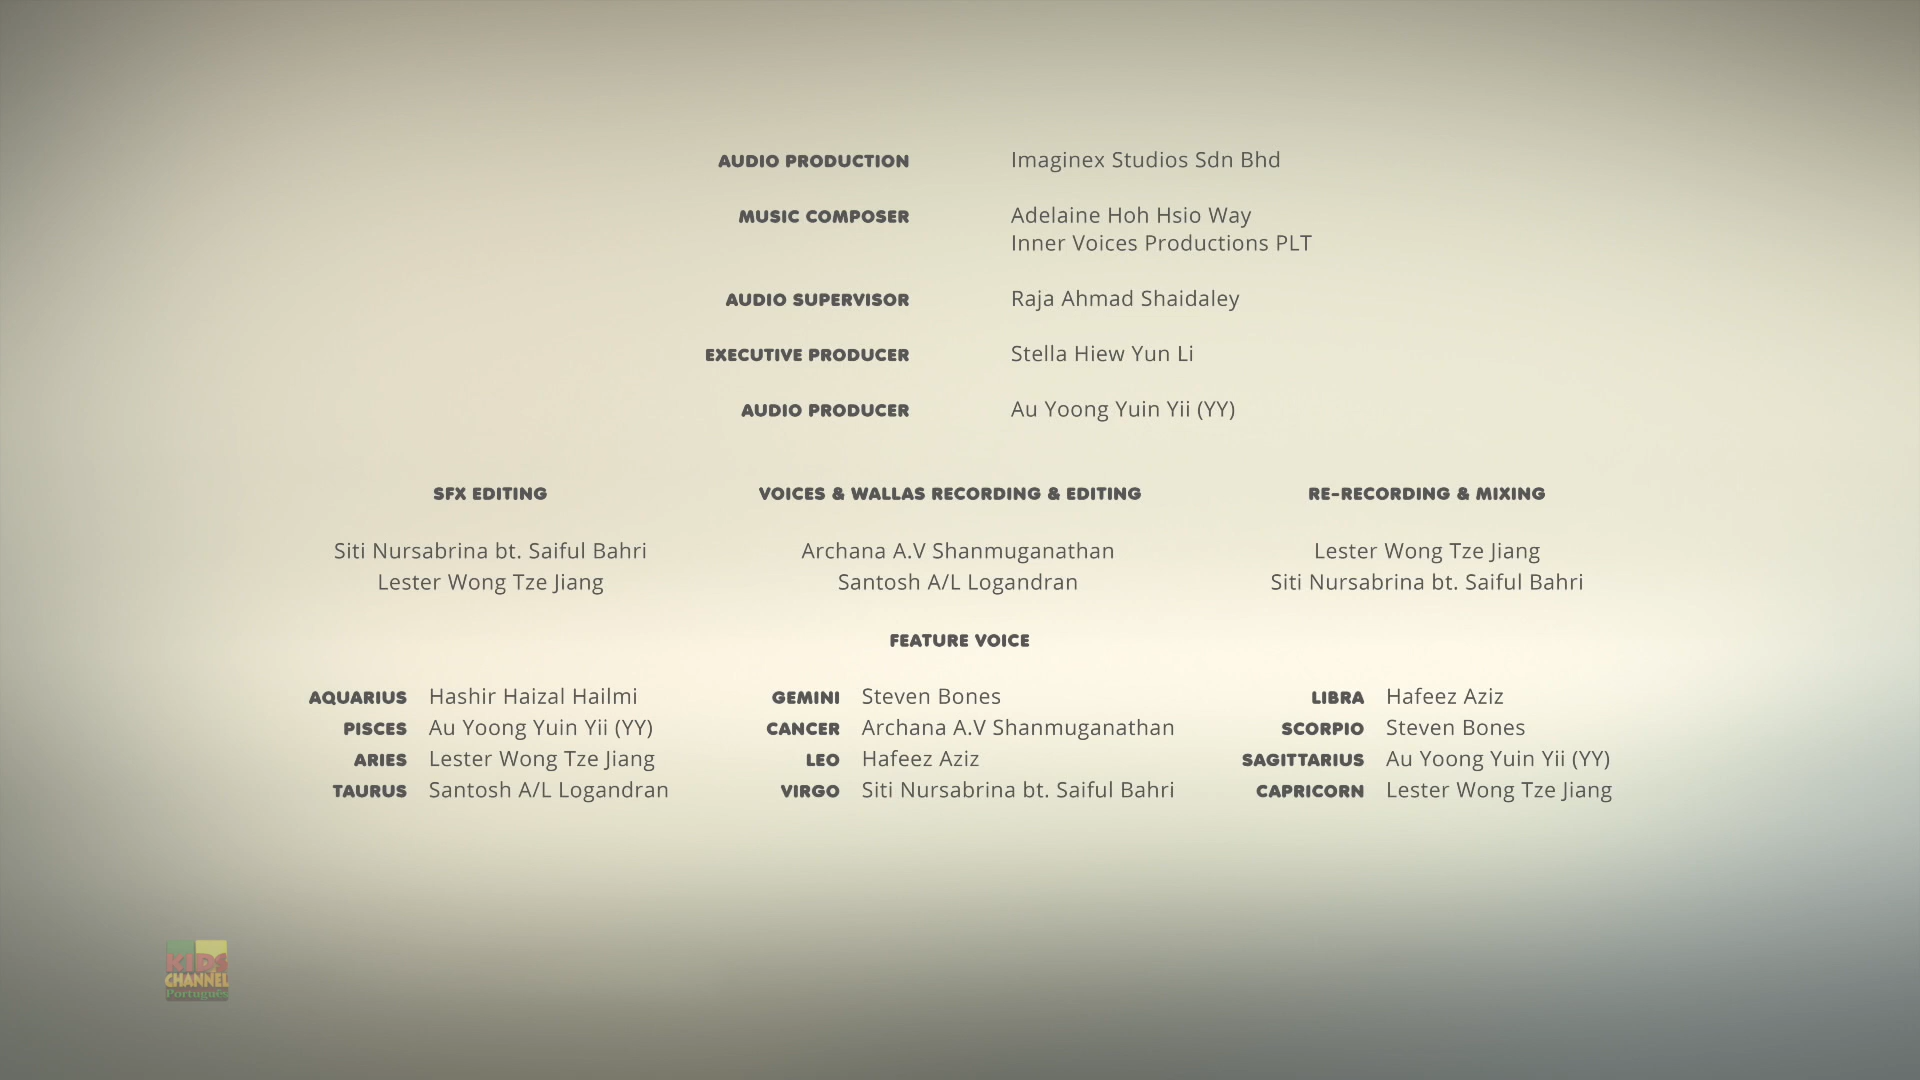 AUDIO PRODUCTION Imaginex Studios Sdn Bhd
MUSIC COMPOSER Adelaine Hoh Hsio Way
Inner Voices Productions PLT
AUDIO SUPERVISOR Raja Ahmad Shaidaley
EXECUTIVE PRODUCER Stella Hiew Yun Li
AUDIO PRODUCER Au Yoong Yuin Yii (YY)
SFX EDITING
Siti Nursabrina bt. Saiful Bahri
Lester Wong Tze Jiang
VOICES & WALLAS RECORDING & EDITING
Archana A.V Shanmuganathan
Santosh A/L Logandran
RE-RECORDING & MIXING
Lester Wong Tze Jiang
Siti Nursabrina bt. Saiful Bahri
FEATURE VOICE
AQUARIUS Hashir Haizal Hailmi
PISCES Au Yoong Yuin Yii (YY)
ARIES Lester Wong Tze Jiang
TAURUS Santosh A/L Logandran
GEMINI Steven Bones
CANCER Archana A.V Shanmuganathan
LEO Hafeez Aziz
VIRGO Siti Nursabrina bt. Saiful Bahri
LIBRA Hafeez Aziz
SCORPIO Steven Bones
SAGITTARIUS Au Yoong Yuin Yii (YY)
CAPRICORN Lester Wong Tze Jiang
KIDS
CHANNEL
Português